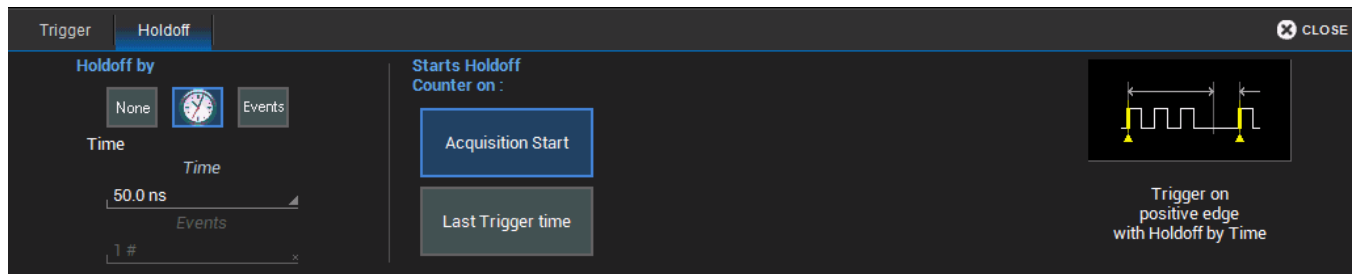 Trigger
Holdoff
CLOSE
Holdoff by
None
Events
Time
Time
50.0 ns
Events
1 #
Starts Holdoff
Counter on :
Acquisition Start
Last Trigger time
Trigger on
positive edge
with Holdoff by Time